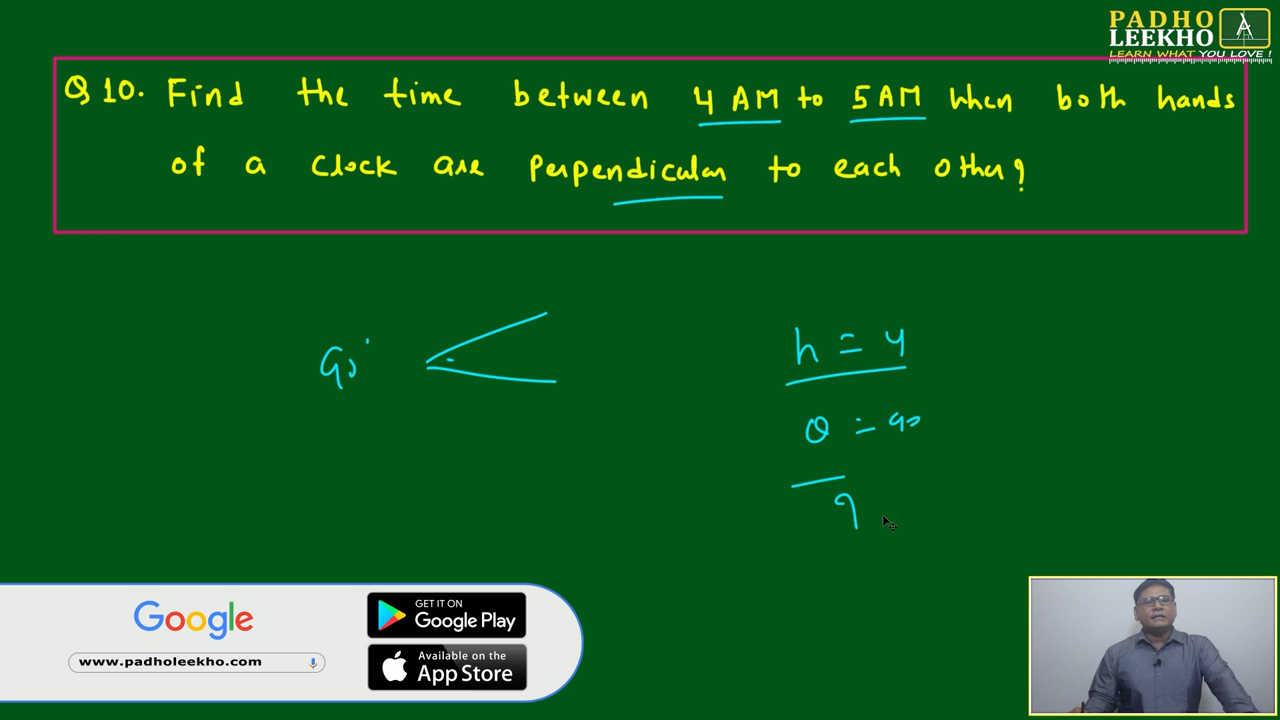 PADHO
LEEKHO
LEARN WHAT YOU LOVE !
Q 10. Find the time between 4 AM to 5 AM when both hands
of a clock are perpendicular to each other?
90°
h = 4
θ = 90
Google
www.padholeekho.com
GET IT ON
Google Play
Available on the
App Store